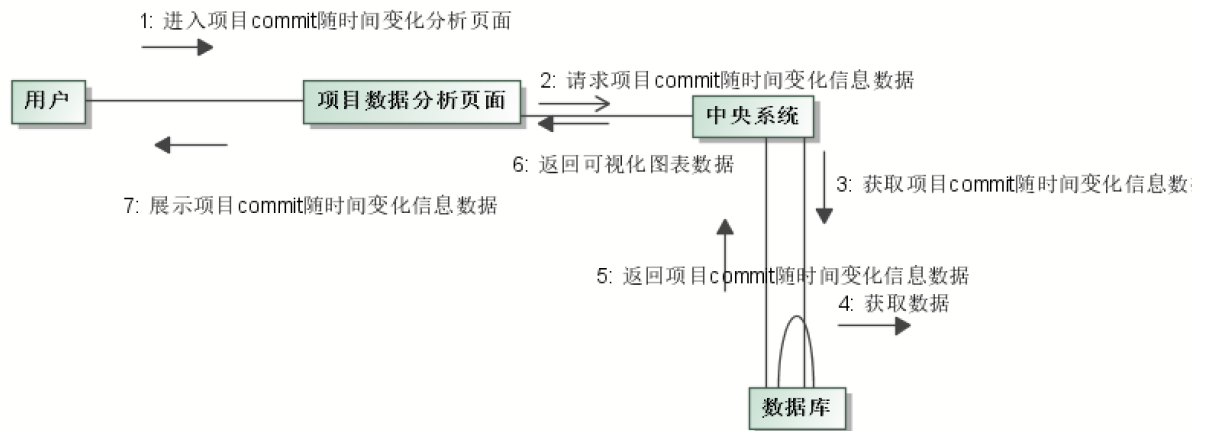 1: 进入项目commit随时间变化分析页面
用户
项目数据分析页面
2: 请求项目commit随时间变化信息数据
中央系统
6: 返回可视化图表数据
3: 获取项目commit随时间变化信息数
7: 展示项目commit随时间变化信息数据
5: 返回项目commit随时间变化信息数据
4: 获取数据
数据库